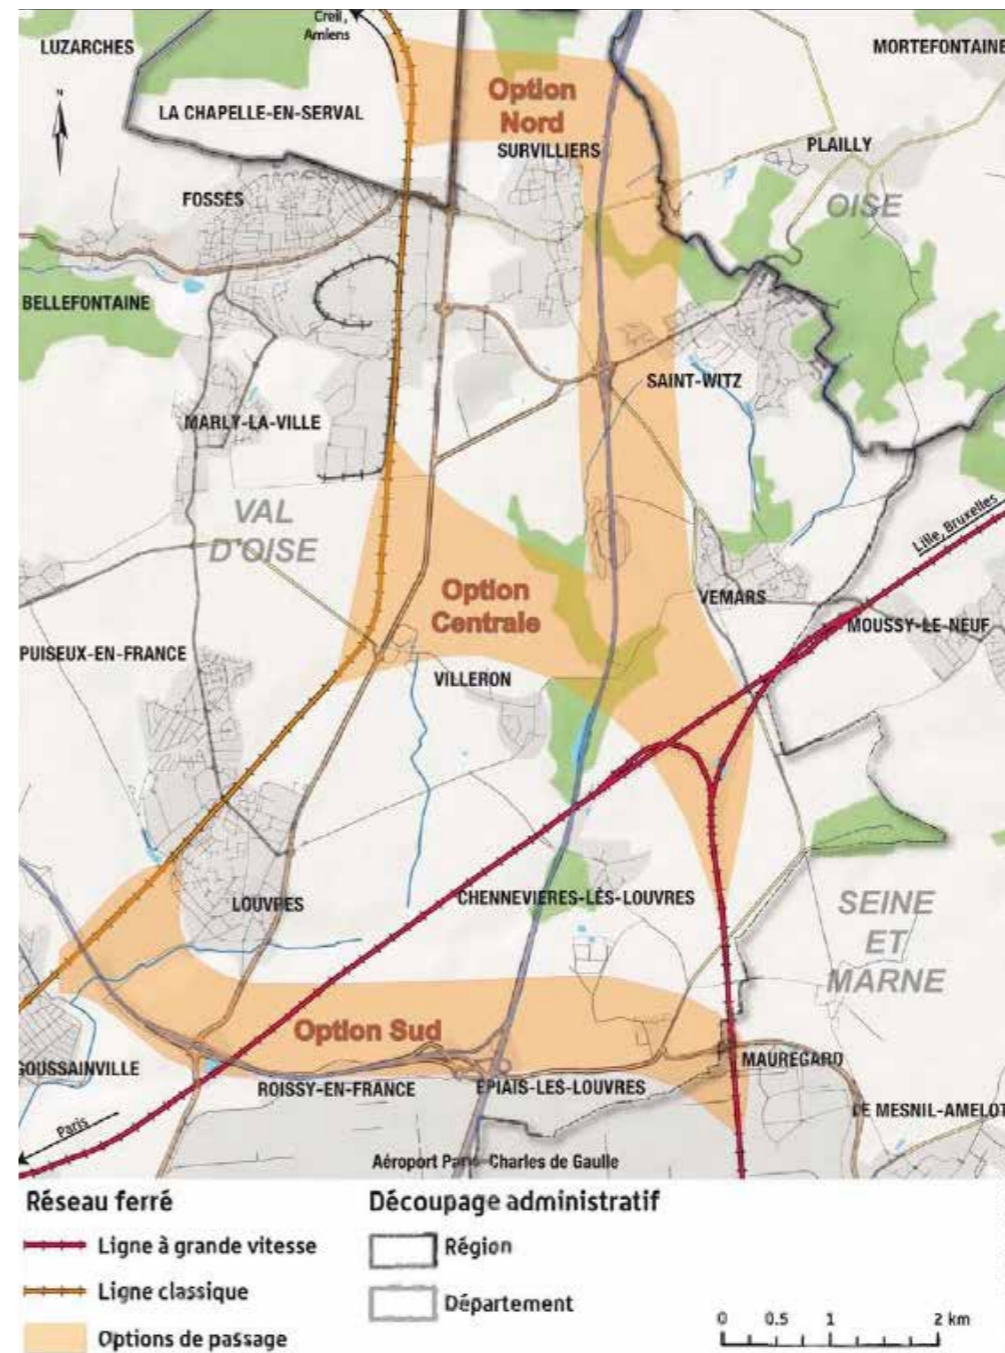 Creil,
Amiens
LUZARCHES
MORTEFONTAINE
N
Option
Nord
LA CHAPELLE-EN-SERVAL
SURVILLIERS
PLAILLY
FOSSES
OISE
BELLEFONTAINE
SAINT-WITZ
MARLY-LA-VILLE
VAL
D'OISE
Lille, Bruxelles
Option
Centrale
VEMARS
MOUSSY-LE-NEUF
PUISEUX-EN-FRANCE
VILLERON
CHENNEVIERES-LÈS-LOUVRES
LOUVRES
SEINE
ET
MARNE
Option Sud
GOUSSAINVILLE
MAUREGARD
ROISSY-EN-FRANCE
EPIAIS-LES-LOUVRES
LE MESNIL-AMELOT
Paris
Aéroport Paris-Charles de Gaulle
Réseau ferré
Ligne à grande vitesse
Ligne classique
Options de passage
Découpage administratif
Région
Département
0 0.5 1 2 km